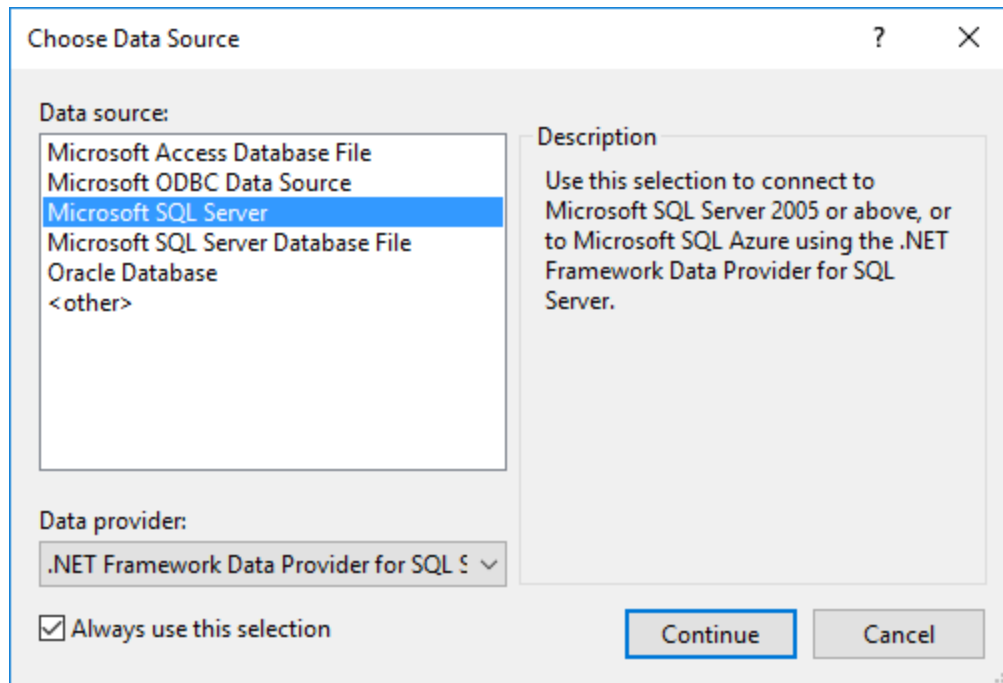 Choose Data Source
?
Data source:
Microsoft Access Database File
Microsoft ODBC Data Source
Microsoft SQL Server
Microsoft SQL Server Database File
Oracle Database
<other>
Description
Use this selection to connect to
Microsoft SQL Server 2005 or above, or
to Microsoft SQL Azure using the .NET
Framework Data Provider for SQL
Server.
Data provider:
.NET Framework Data Provider for SQL S
Always use this selection
Continue
Cancel